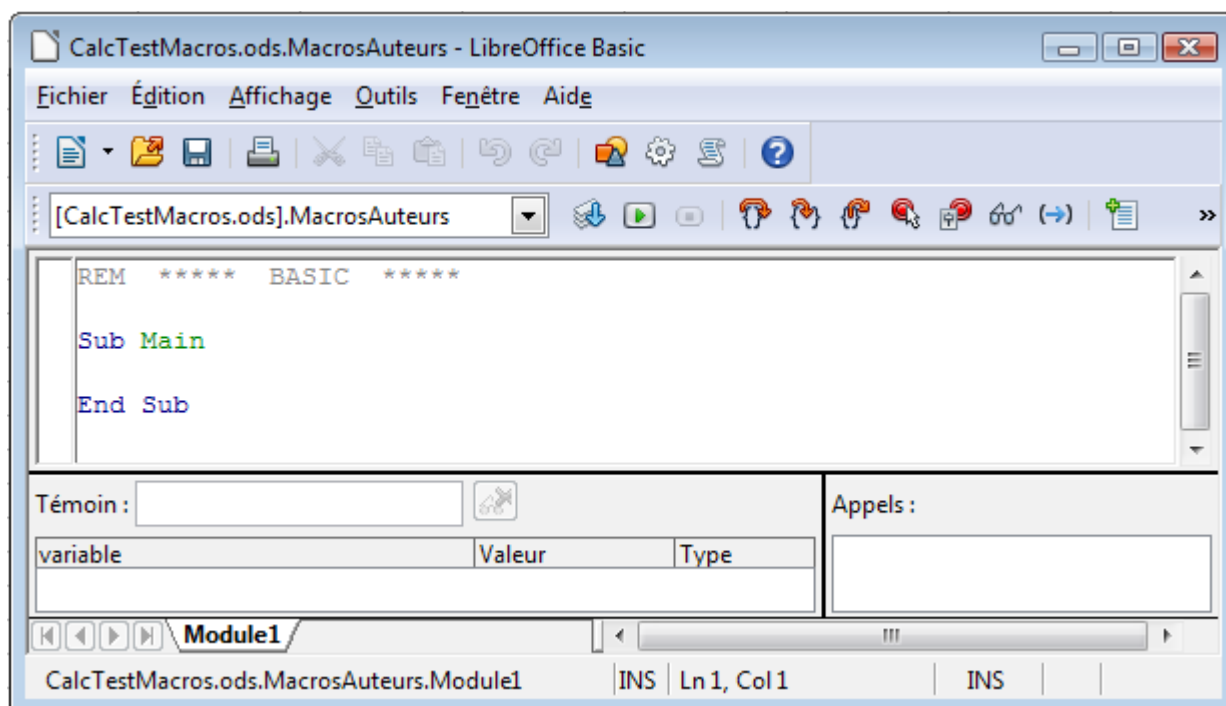 CalcTestMacros.ods.MacrosAuteurs - LibreOffice Basic
Fichier Édition Affichage Outils Fenêtre Aide
[CalcTestMacros.ods].MacrosAuteurs
REM ***** BASIC *****
Sub Main
End Sub
Témoin :
Appels :
variable Valeur Type
Module1
CalcTestMacros.ods.MacrosAuteurs.Module1 INS Ln 1, Col 1 INS